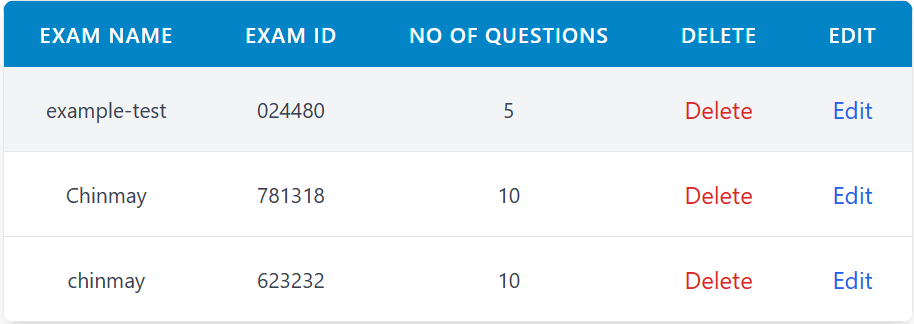 EXAM NAME EXAM ID NO OF QUESTIONS DELETE EDIT
example-test 024480 5 Delete Edit
Chinmay 781318 10 Delete Edit
chinmay 623232 10 Delete Edit